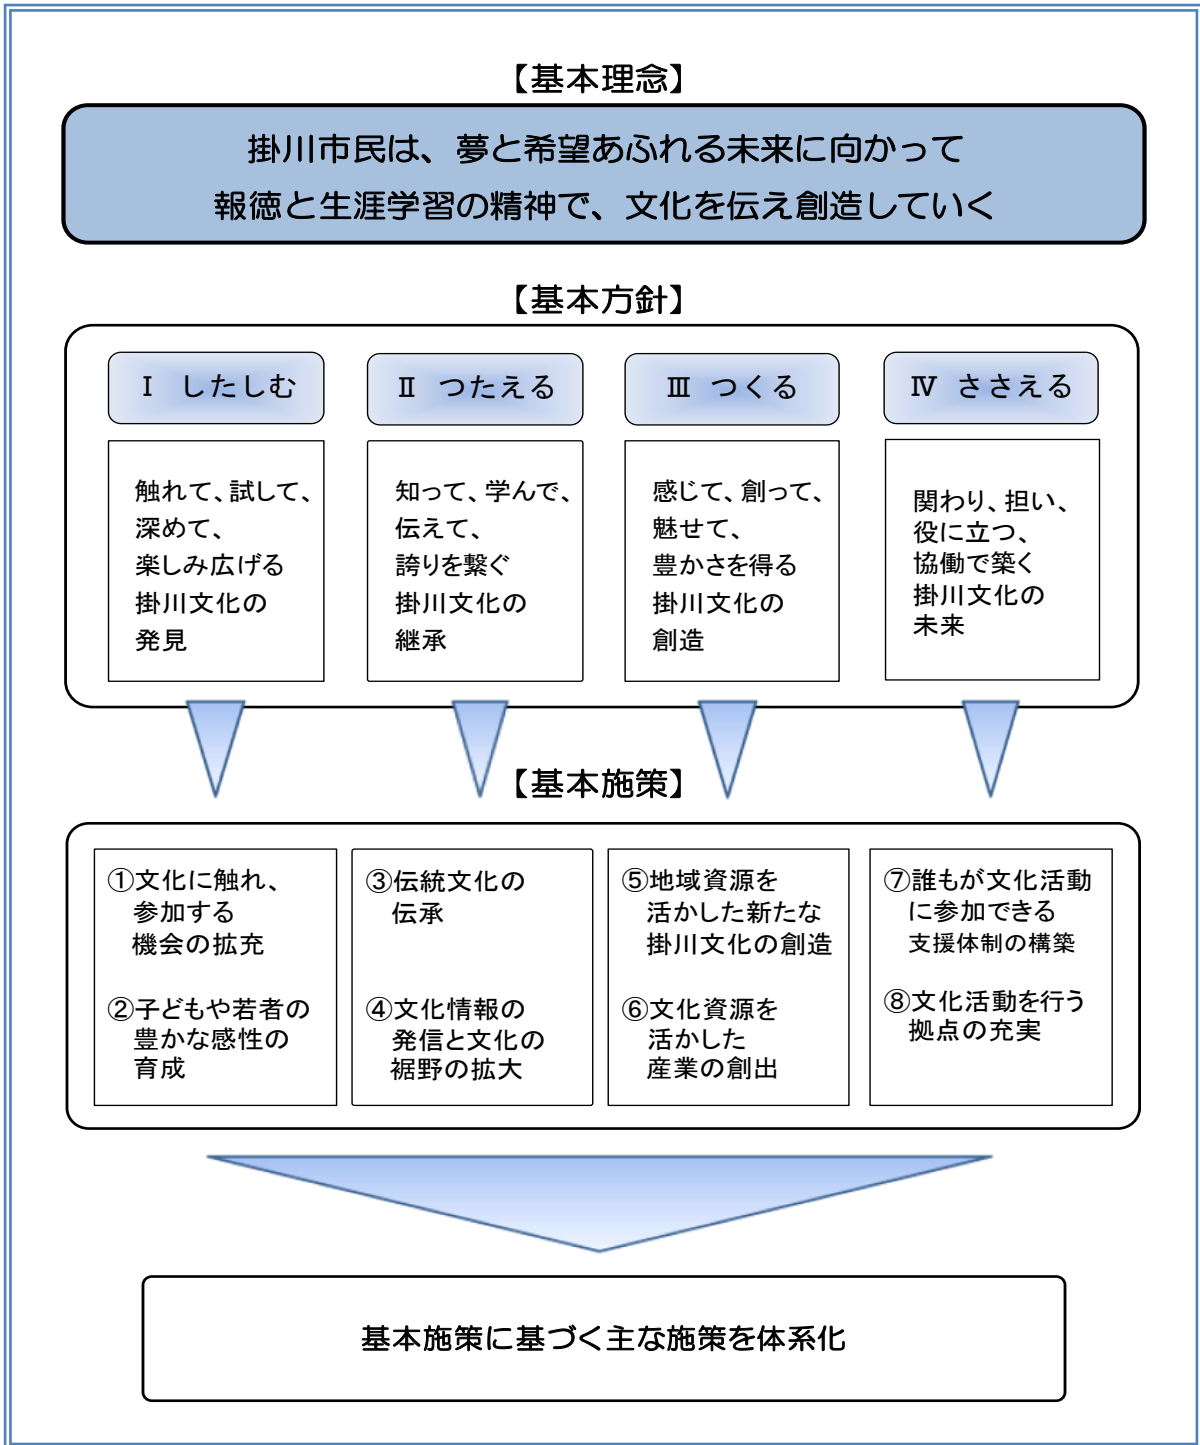 【基本理念】
掛川市民は、夢と希望あふれる未来に向かって
報徳と生涯学習の精神で、文化を伝え創造していく
【基本方針】
Ⅰ したしむ
触れて、試して、
深めて、
楽しみ広げる
掛川文化の
発見
Ⅱ つたえる
知って、学んで、
伝えて、
誇りを繋ぐ
掛川文化の
継承
Ⅲ つくる
感じて、創って、
魅せて、
豊かさを得る
掛川文化の
創造
Ⅳ ささえる
関わり、担い、
役に立つ、
協働で築く
掛川文化の
未来
【基本施策】
①文化に触れ、
参加する
機会の拡充
②子どもや若者の
豊かな感性の
育成
③伝統文化の
伝承
④文化情報の
発信と文化の
裾野の拡大
⑤地域資源を
活かした新たな
掛川文化の創造
⑥文化資源を
活かした
産業の創出
⑦誰もが文化活動
に参加できる
支援体制の構築
⑧文化活動を行う
拠点の充実
基本施策に基づく主な施策を体系化